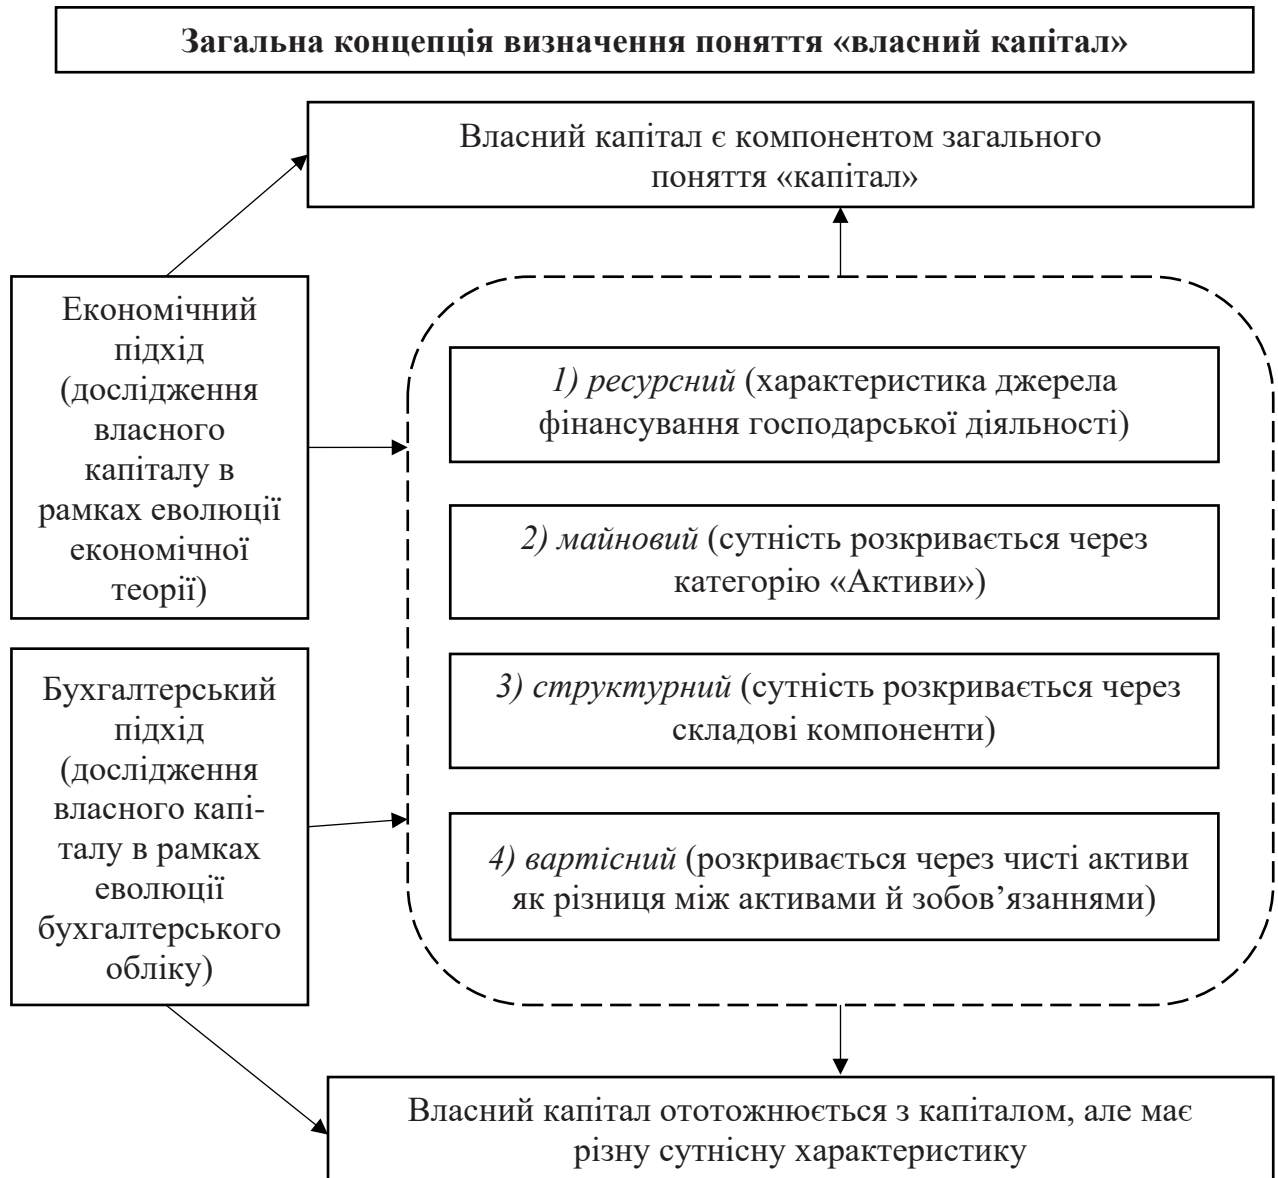 Загальна концепція визначення поняття «власний капітал»
Власний капітал є компонентом загального
поняття «капітал»
Економічний
підхід
(дослідження
власного
капіталу в
рамках еволюції
економічної
теорії)
1) ресурсний (характеристика джерела
фінансування господарської діяльності)
2) майновий (сутність розкривається через
категорію «Активи»)
Бухгалтерський
підхід
(дослідження
власного капі-
талу в рамках
еволюції
бухгалтерського
обліку)
3) структурний (сутність розкривається через
складові компоненти)
4) вартісний (розкривається через чисті активи
як різниця між активами й зобов’язаннями)
Власний капітал ототожнюється з капіталом, але має
різну сутнісну характеристику